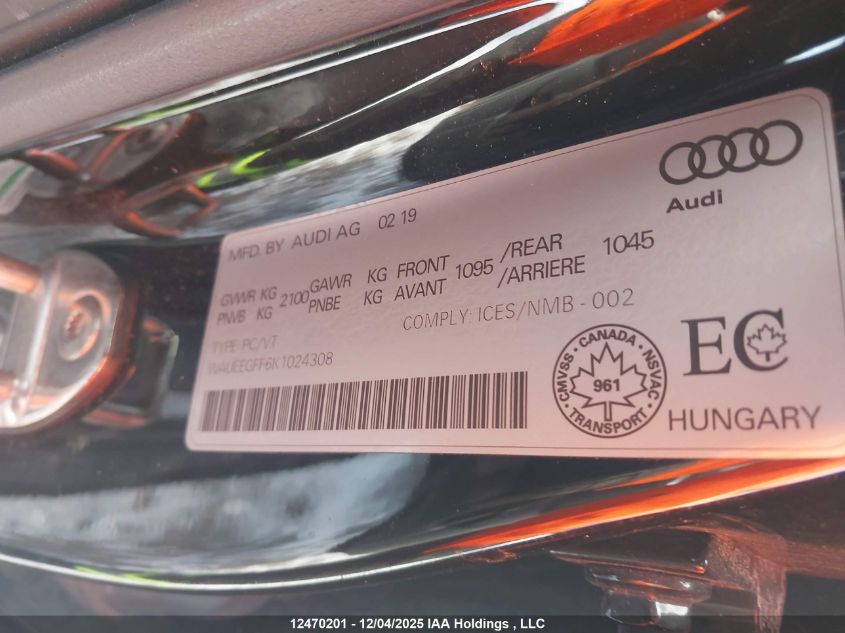 Audi
MFD. BY AUDI AG 02 19
GVWR KG 2100 GAWR KG FRONT 1095 /REAR 1045
PNVB KG PNBE KG AVANT /ARRIERE
COMPLY: ICES/NMB - 002
TYPE: PC/VT
WAUEEGFF6K1024308
CMVSS · CANADA · NSVAC
961
TRANSPORT
EC
HUNGARY
12470201 - 12/04/2025 IAA Holdings , LLC